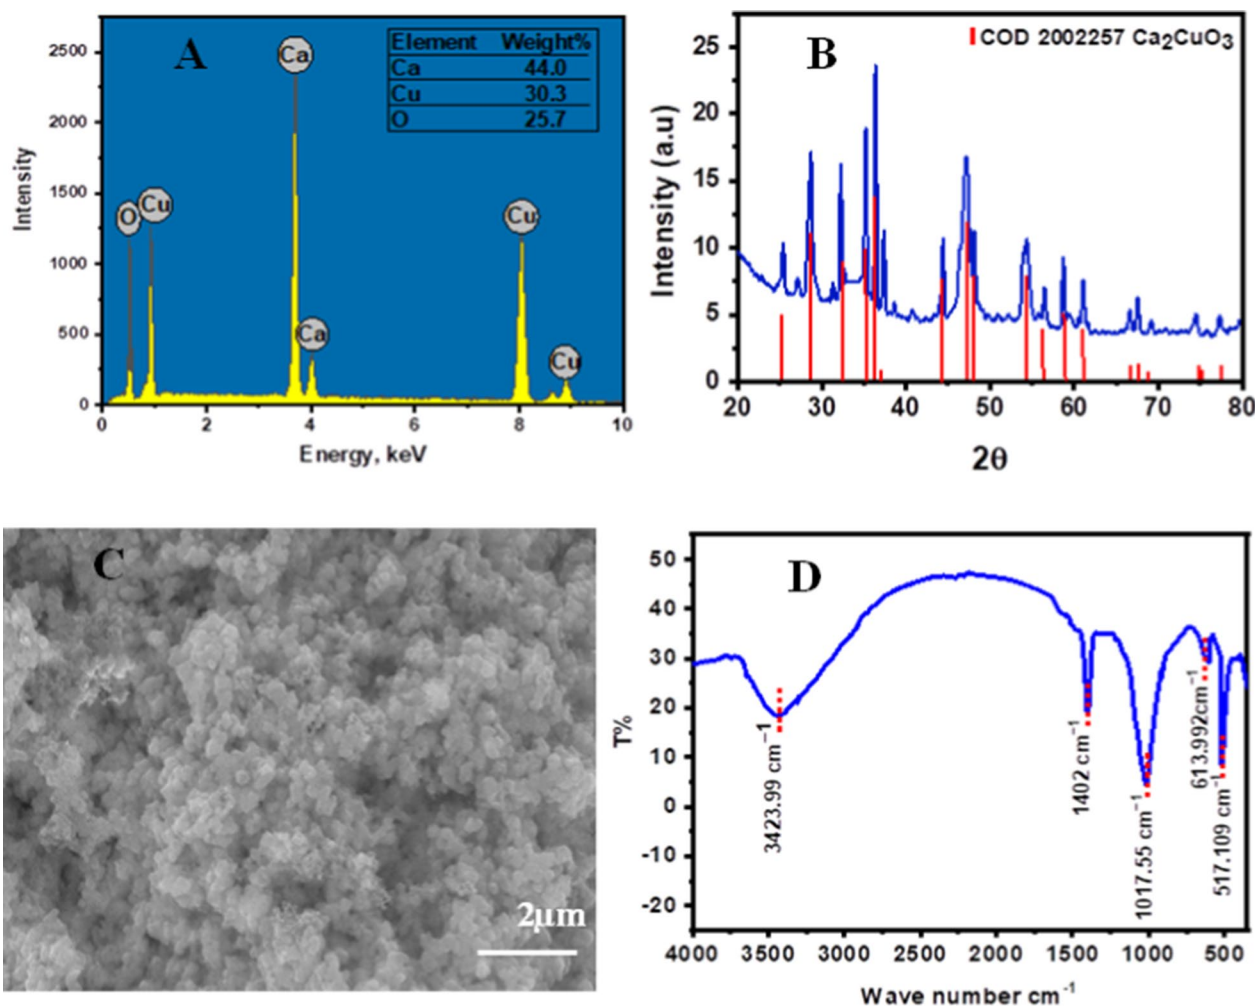 A
Element Weight%
Ca 44.0
Cu 30.3
O 25.7
Ca
O
Cu
Cu
Ca
Cu
2500
2000
1500
1000
500
0
Intensity
0 2 4 6 8 10
Energy, keV
B
COD 2002257 Ca₂CuO₃
25
20
15
10
5
0
Intensity (a.u)
20 30 40 50 60 70 80
2θ
C
2μm
D
50
40
30
20
10
0
-10
-20
T%
3423.99 cm⁻¹
1402 cm⁻¹
1017.55 cm⁻¹
613.992cm⁻¹
517.109 cm⁻¹
4000 3500 3000 2500 2000 1500 1000 500
Wave number cm⁻¹